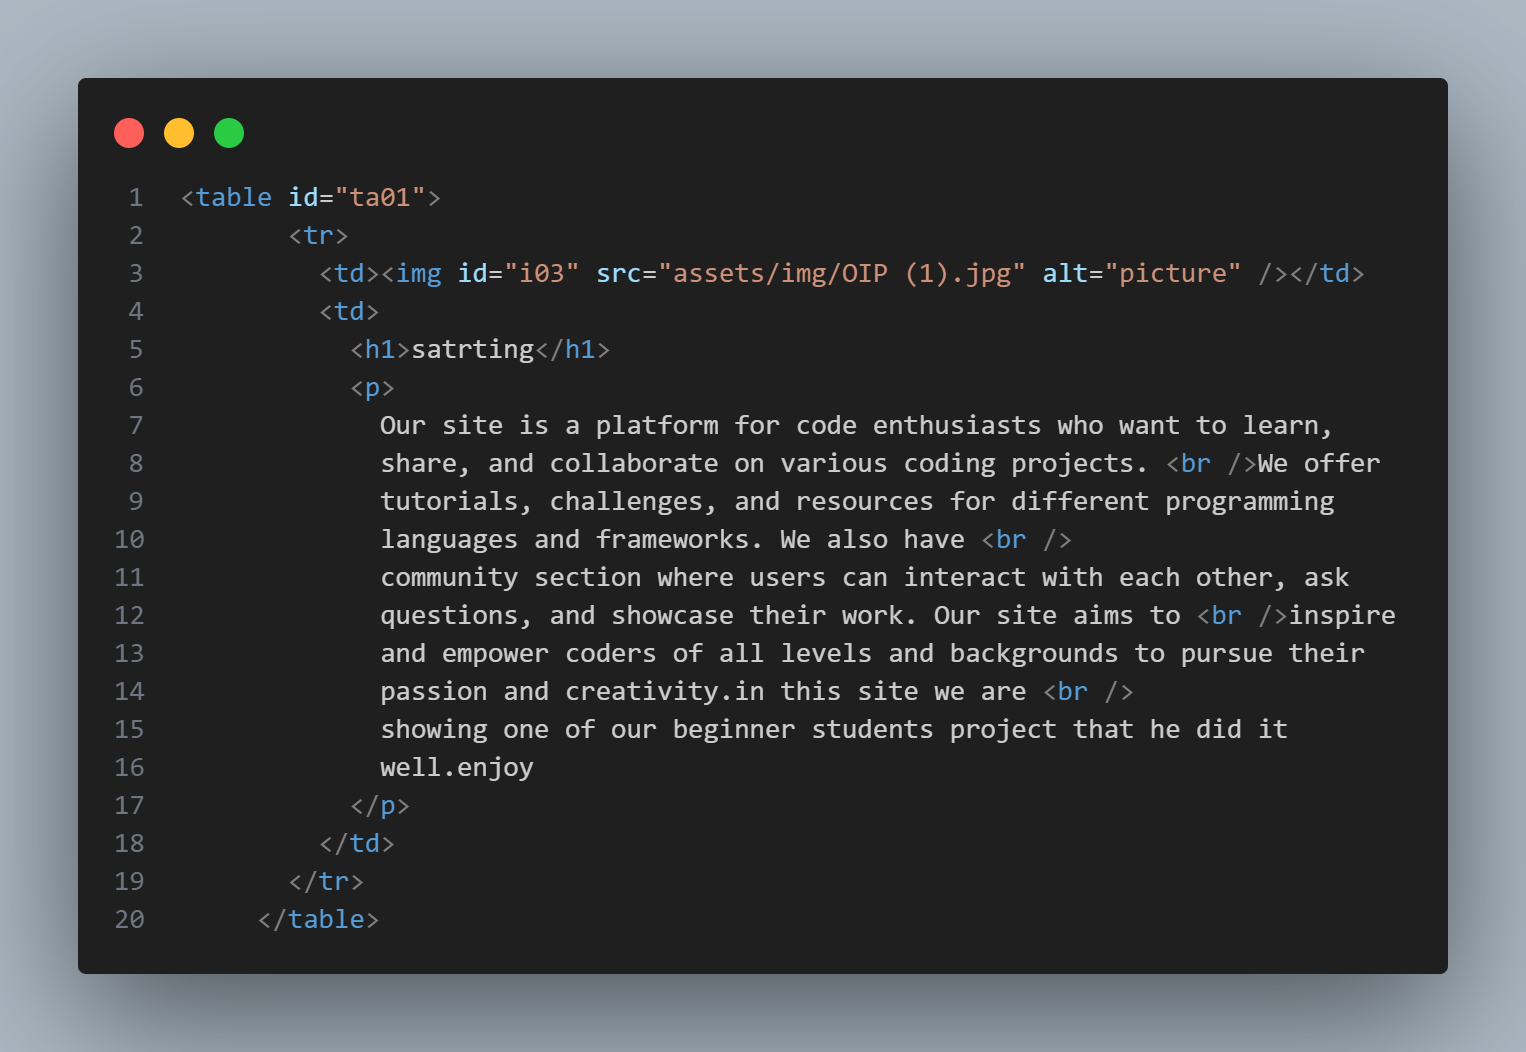 1 <table id="ta01">
2 <tr>
3 <td><img id="i03" src="assets/img/OIP (1).jpg" alt="picture" /></td>
4 <td>
5 <h1>satrting</h1>
6 <p>
7 Our site is a platform for code enthusiasts who want to learn,
8 share, and collaborate on various coding projects. <br />We offer
9 tutorials, challenges, and resources for different programming
10 languages and frameworks. We also have <br />
11 community section where users can interact with each other, ask
12 questions, and showcase their work. Our site aims to <br />inspire
13 and empower coders of all levels and backgrounds to pursue their
14 passion and creativity.in this site we are <br />
15 showing one of our beginner students project that he did it
16 well.enjoy
17 </p>
18 </td>
19 </tr>
20 </table>